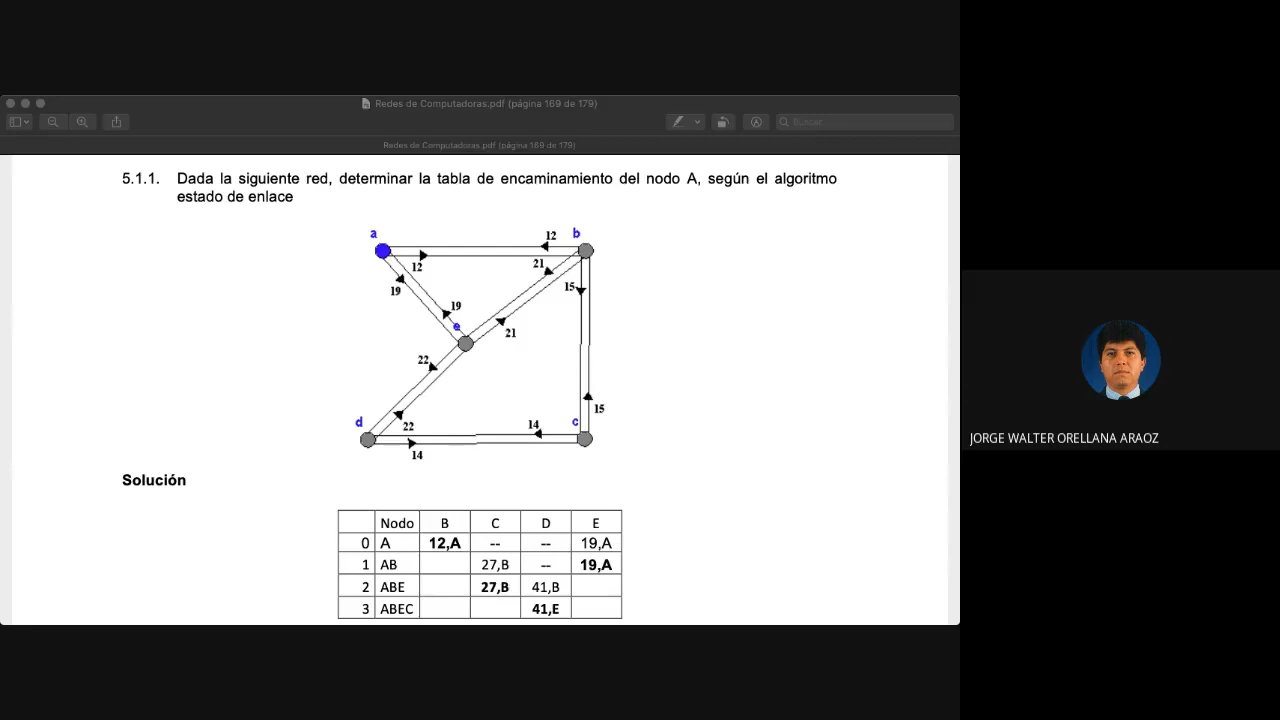 Redes de Computadoras.pdf (página 169 de 179)
Buscar
Redes de Computadoras.pdf (página 169 de 179)
5.1.1. Dada la siguiente red, determinar la tabla de encaminamiento del nodo A, según el algoritmo
estado de enlace
a
12
b
12
21
19
15
19
e
21
22
d
22
14
c
15
14
Solución
Nodo B C D E
0 A 12,A -- -- 19,A
1 AB 27,B -- 19,A
2 ABE 27,B 41,B
3 ABEC 41,E
JORGE WALTER ORELLANA ARAOZ